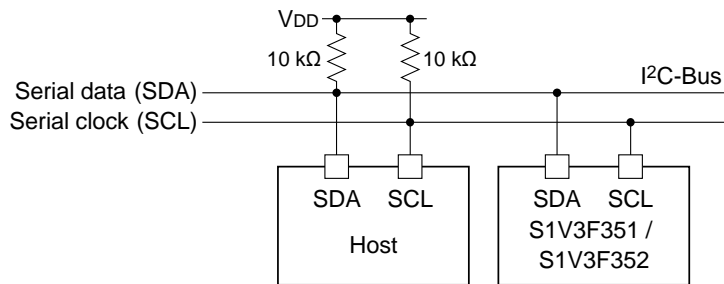 VDD
10 kΩ 10 kΩ
I²C-Bus
Serial data (SDA)
Serial clock (SCL)
SDA SCL SDA SCL
Host
S1V3F351 /
S1V3F352